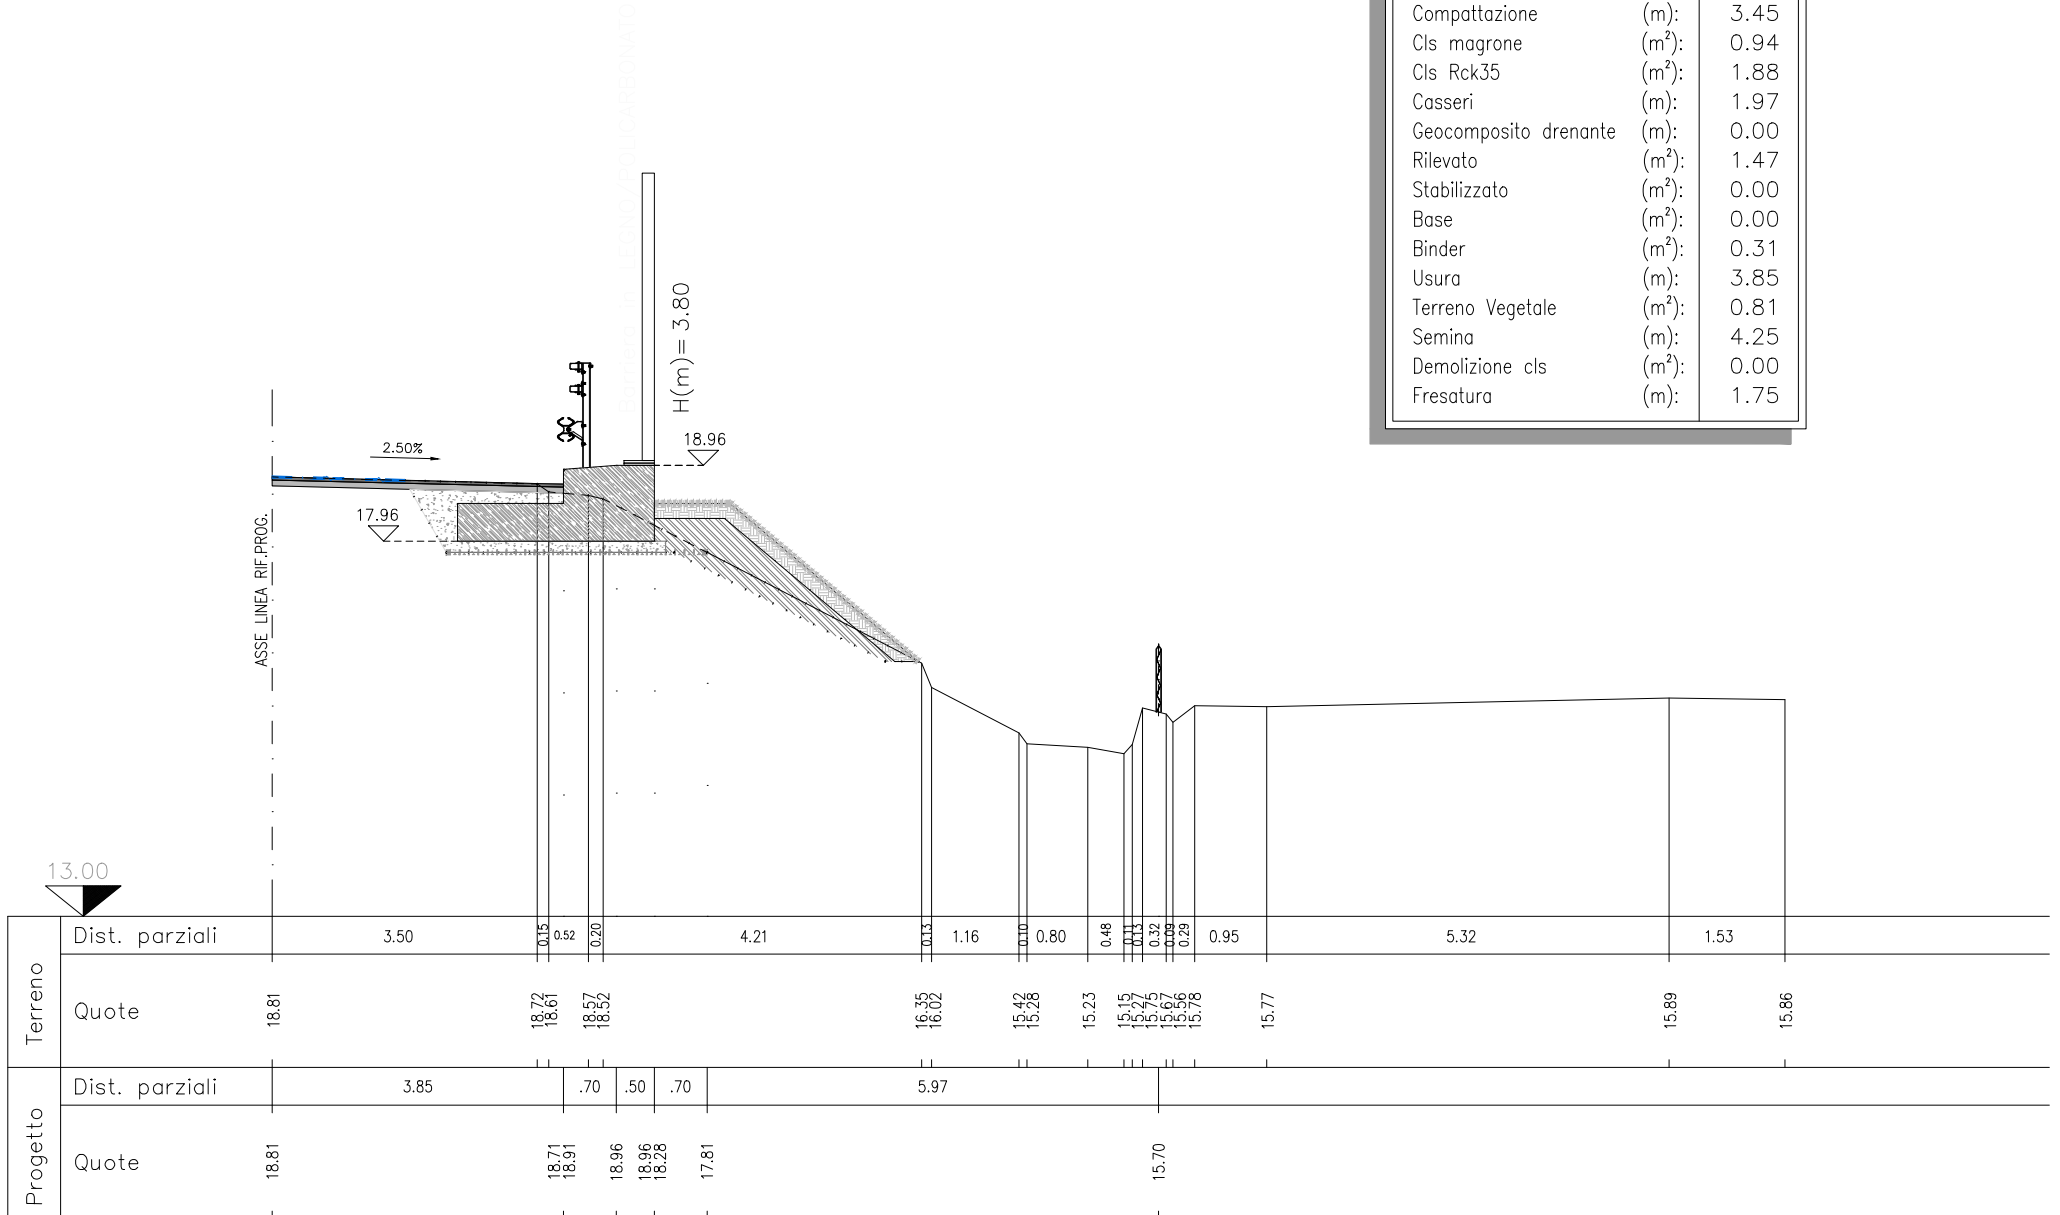 Compattazione (m): 3.45
Cls magrone (m²): 0.94
Cls Rck35 (m²): 1.88
Casseri (m): 1.97
Geocomposito drenante (m): 0.00
Rilevato (m²): 1.47
Stabilizzato (m²): 0.00
Base (m²): 0.00
Binder (m²): 0.31
Usura (m): 3.85
Terreno Vegetale (m²): 0.81
Semina (m): 4.25
Demolizione cls (m²): 0.00
Fresatura (m): 1.75
H(m)= 3.80
18.96
2.50%
17.96
ASSE LINEA RIF.PROG.
13.00
Terreno
Dist. parziali 3.50 0.15 0.52 0.20 4.21 0.13 1.16 0.10 0.80 0.48 0.11 0.13 0.32 0.09 0.29 0.95 5.32 1.53
Quote 18.81 18.72 18.61 18.57 18.52 16.35 16.02 15.42 15.28 15.23 15.15 15.27 15.75 15.67 15.56 15.78 15.77 15.89 15.86
Progetto
Dist. parziali 3.85 .70 .50 .70 5.97
Quote 18.81 18.71 18.91 18.96 18.96 18.28 17.81 15.70